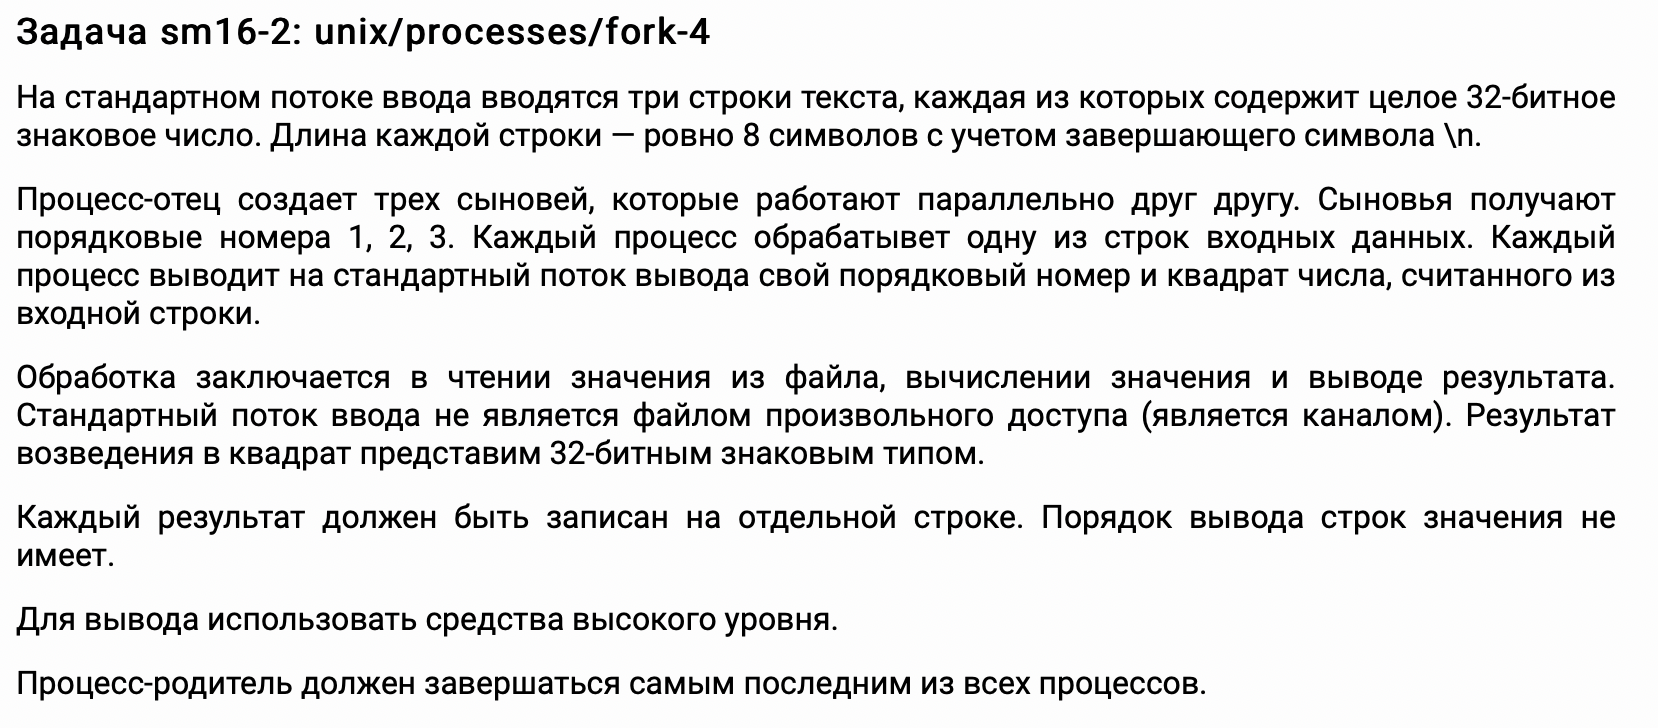 Задача sm16-2: unix/processes/fork-4
На стандартном потоке ввода вводятся три строки текста, каждая из которых содержит целое 32-битное
знаковое число. Длина каждой строки — ровно 8 символов с учетом завершающего символа \n.
Процесс-отец создает трех сыновей, которые работают параллельно друг другу. Сыновья получают
порядковые номера 1, 2, 3. Каждый процесс обрабатывет одну из строк входных данных. Каждый
процесс выводит на стандартный поток вывода свой порядковый номер и квадрат числа, считанного из
входной строки.
Обработка заключается в чтении значения из файла, вычислении значения и выводе результата.
Стандартный поток ввода не является файлом произвольного доступа (является каналом). Результат
возведения в квадрат представим 32-битным знаковым типом.
Каждый результат должен быть записан на отдельной строке. Порядок вывода строк значения не
имеет.
Для вывода использовать средства высокого уровня.
Процесс-родитель должен завершаться самым последним из всех процессов.